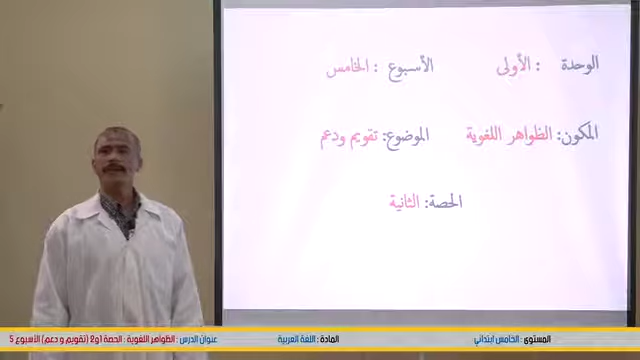 الوحدة : الأولى الأسبوع : الخامس
المكون: الظواهر اللغوية الموضوع: تقويم ودعم
الحصة: الثانية
المستوى : الخامس ابتدائي المادة : اللغة العربية عنوان الدرس : الظواهر اللغوية : الحصة 1و2 (تقويم و دعم) الأسبوع 5